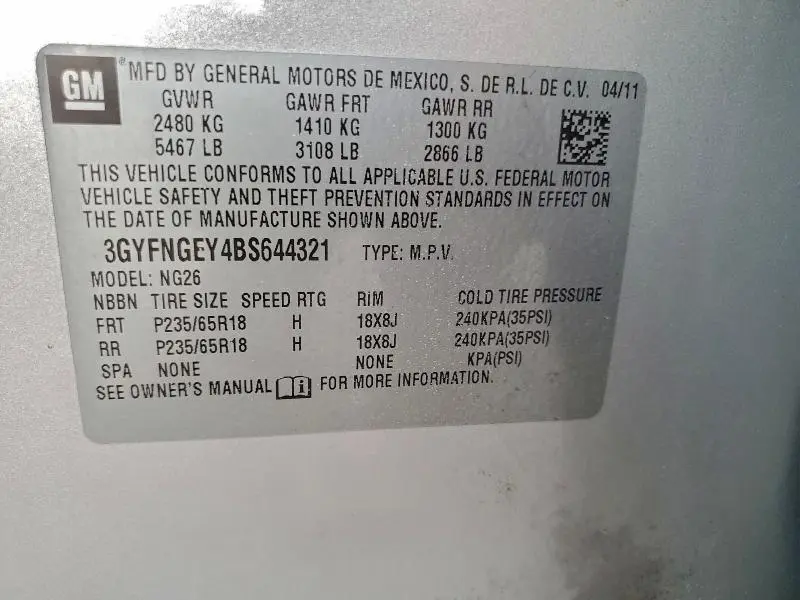 GM
® MFD BY GENERAL MOTORS DE MEXICO, S. DE R.L. DE C.V. 04/11
GVWR GAWR FRT GAWR RR
2480 KG 1410 KG 1300 KG
5467 LB 3108 LB 2866 LB
THIS VEHICLE CONFORMS TO ALL APPLICABLE U.S. FEDERAL MOTOR
VEHICLE SAFETY AND THEFT PREVENTION STANDARDS IN EFFECT ON
THE DATE OF MANUFACTURE SHOWN ABOVE.
3GYFNGEY4BS644321 TYPE: M.P.V.
MODEL: NG26
NBBN TIRE SIZE SPEED RTG RIM COLD TIRE PRESSURE
FRT P235/65R18 H 18X8J 240KPA(35PSI)
RR P235/65R18 H 18X8J 240KPA(35PSI)
SPA NONE NONE KPA(PSI)
SEE OWNER'S MANUAL i FOR MORE INFORMATION.